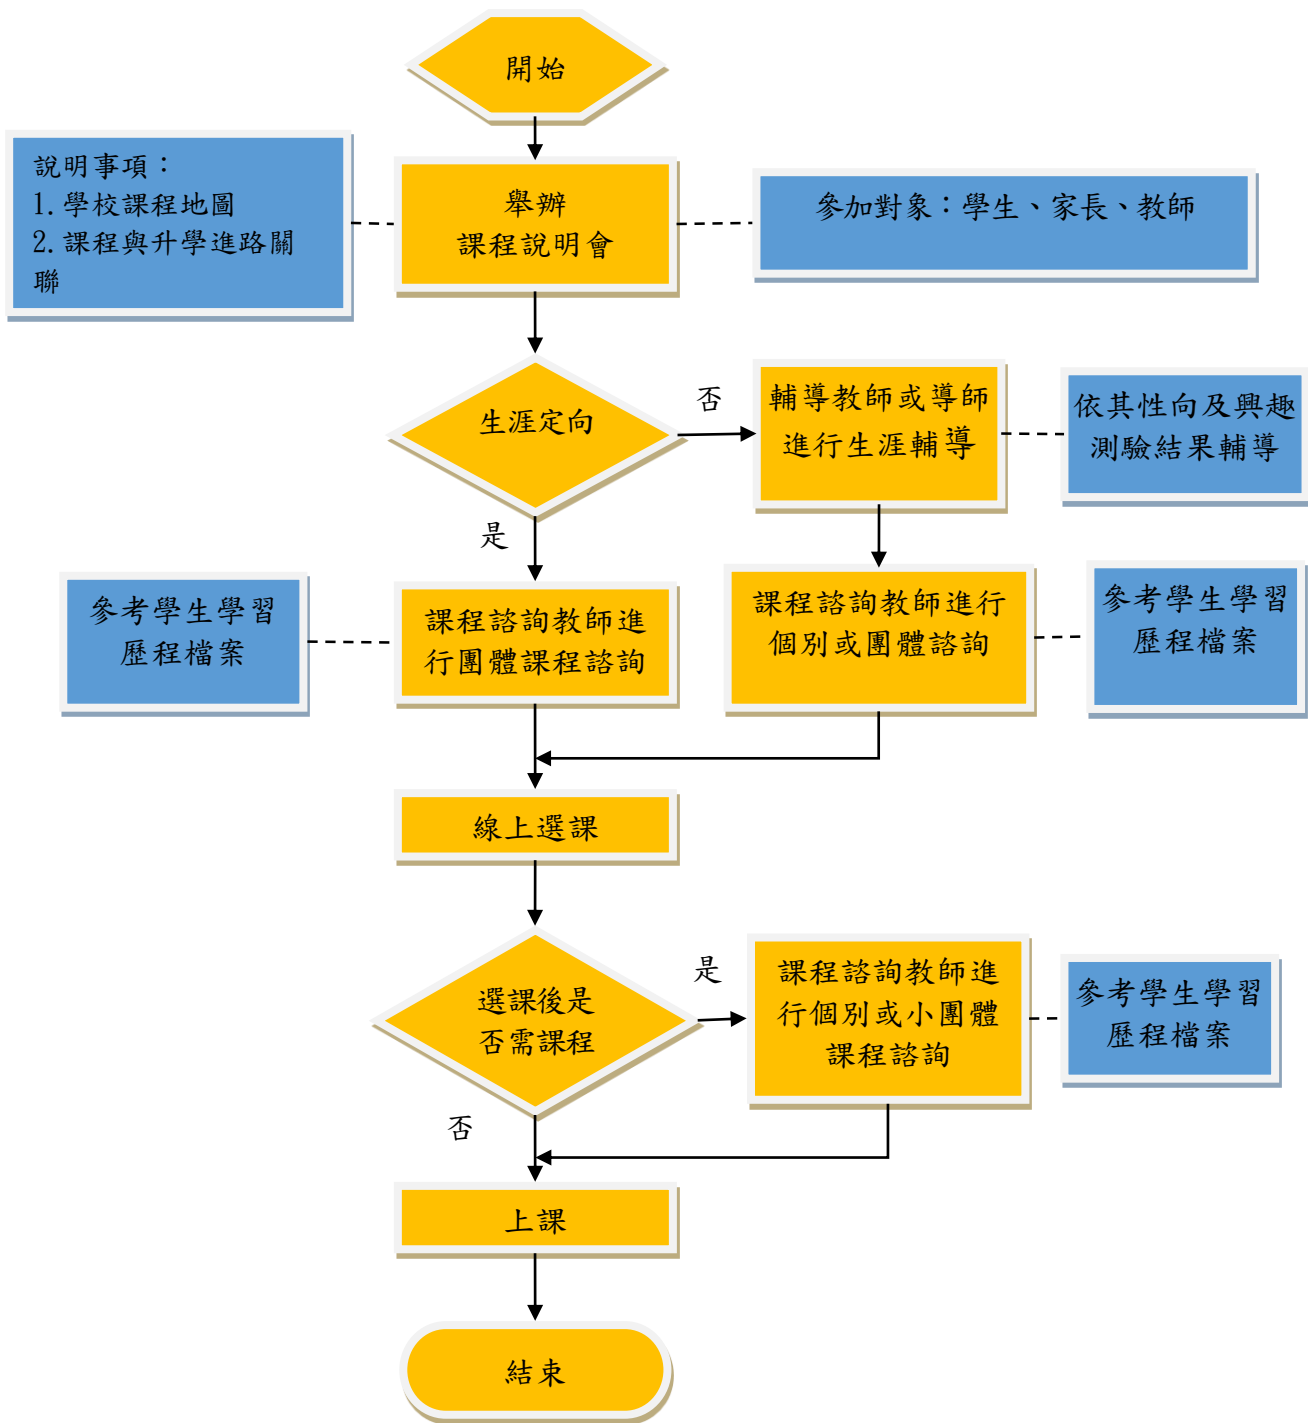 開始
說明事項：
1.學校課程地圖
2.課程與升學進路關
聯
舉辦
課程說明會
參加對象：學生、家長、教師
生涯定向
否
輔導教師或導師
進行生涯輔導
依其性向及興趣
測驗結果輔導
是
參考學生學習
歷程檔案
課程諮詢教師進
行團體課程諮詢
課程諮詢教師進行
個別或團體諮詢
參考學生學習
歷程檔案
線上選課
選課後是
否需課程
是
課程諮詢教師進
行個別或小團體
課程諮詢
參考學生學習
歷程檔案
否
上課
結束